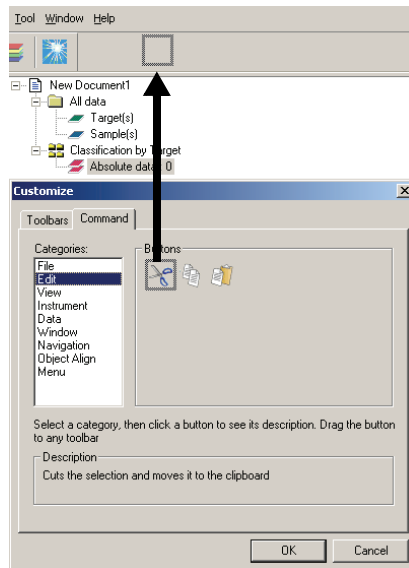 Tool Window Help
New Document1
All data
Target(s)
Sample(s)
Classification by Target
Absolute data 0
Customize
Toolbars Command
Categories:
Buttons
File
Edit
View
Instrument
Data
Window
Navigation
Object Align
Menu
Select a category, then click a button to see its description. Drag the button
to any toolbar
Description
Cuts the selection and moves it to the clipboard
OK Cancel